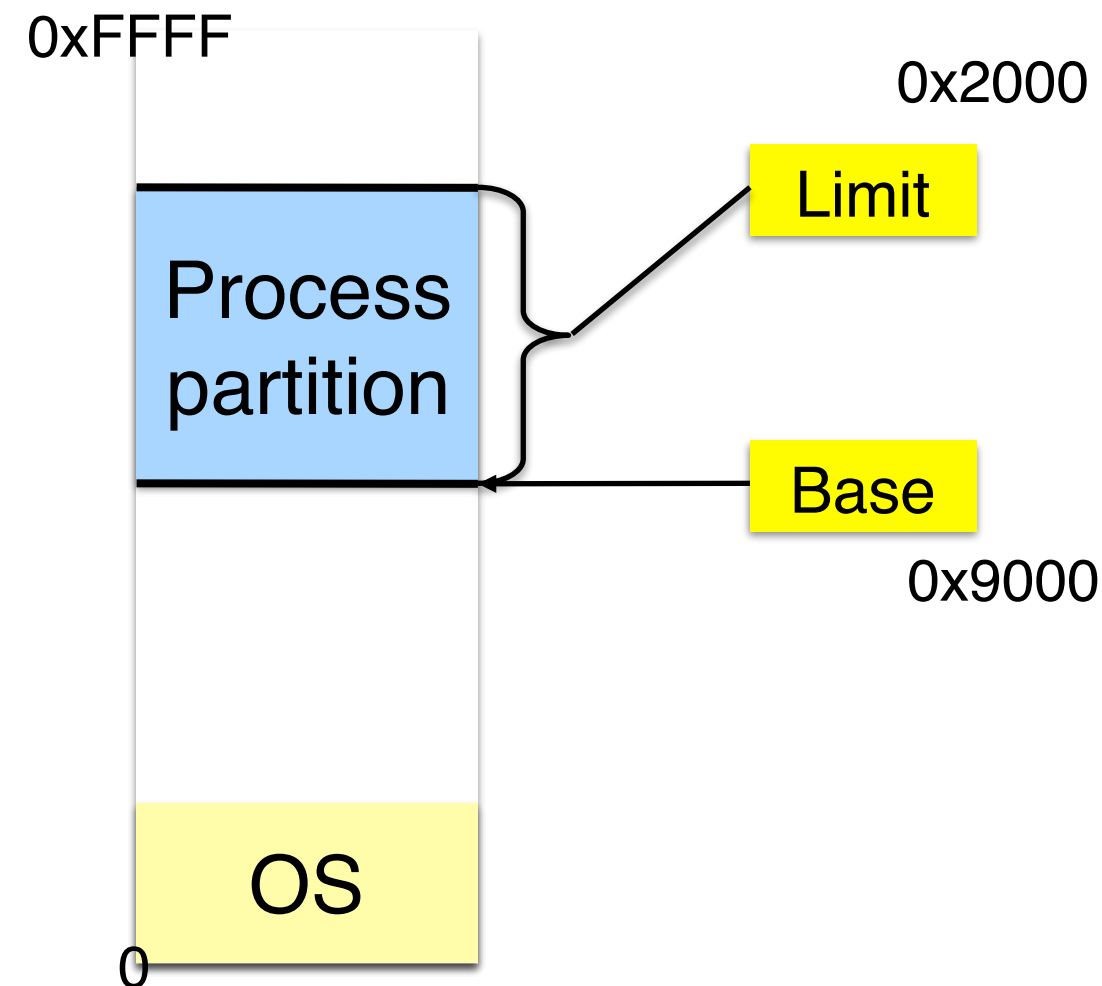 0xFFFF
0x2000
Limit
Process
partition
Base
0x9000
OS
0